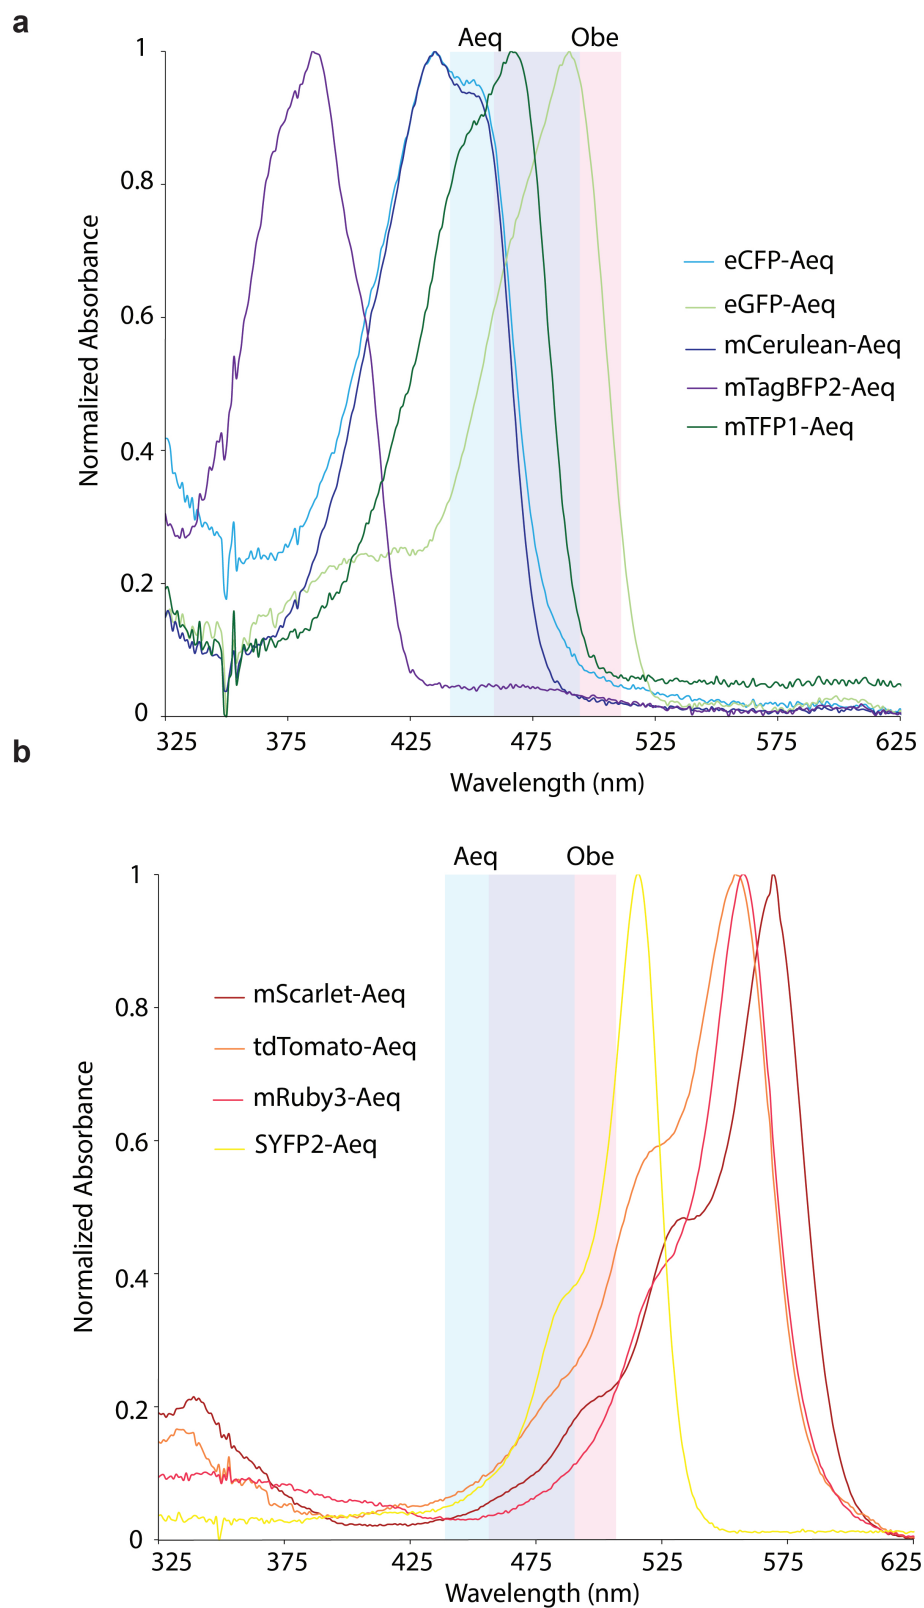 a
Aeq Obe
1
0.8
0.6
0.4
0.2
0
Normalized Absorbance
eCFP-Aeq
eGFP-Aeq
mCerulean-Aeq
mTagBFP2-Aeq
mTFP1-Aeq
325 375 425 475 525 575 625
Wavelength (nm)
b
Aeq Obe
1
0.8
0.6
0.4
0.2
0
Normalized Absorbance
mScarlet-Aeq
tdTomato-Aeq
mRuby3-Aeq
SYFP2-Aeq
325 375 425 475 525 575 625
Wavelength (nm)